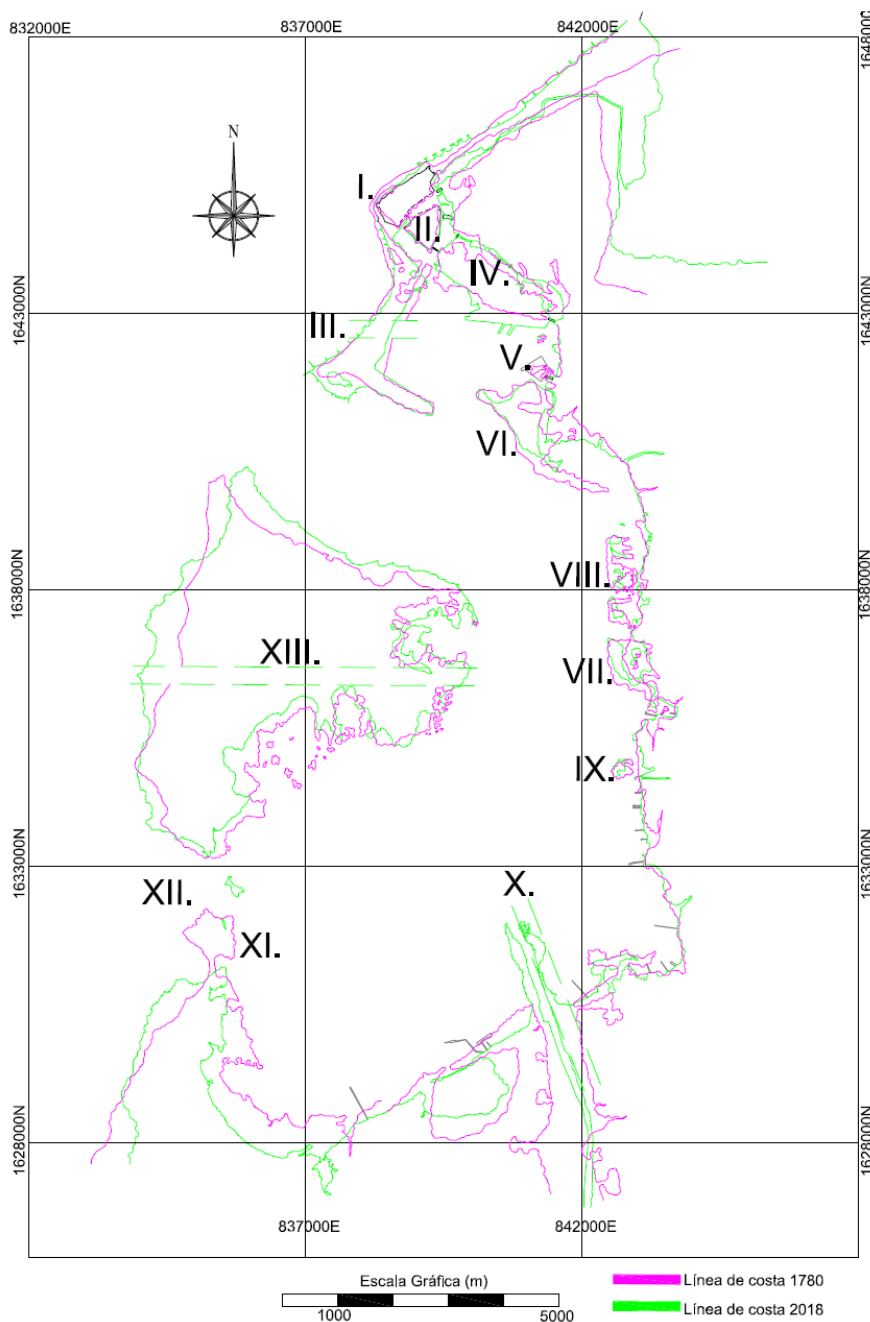 832000E 837000E 842000E
1648000N
N
I.
II.
IV.
1643000N 1643000N
III.
V.
VI.
VIII.
1638000N 1638000N
XIII.
VII.
IX.
1633000N 1633000N
XII.
X.
XI.
1628000N 1628000N
837000E 842000E
Escala Gráfica (m)
1000 5000
Línea de costa 1780
Línea de costa 2018